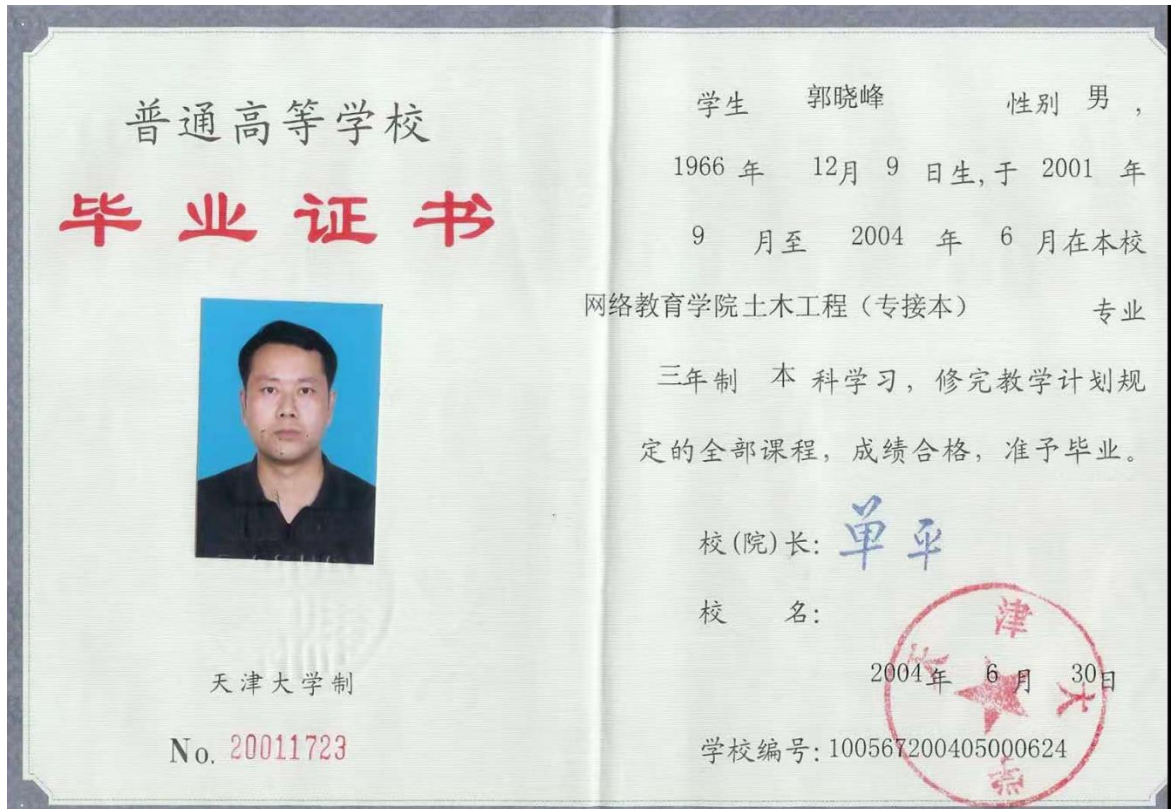 普通高等学校
毕业证书
天津大学制
No. 20011723
学生 郭晓峰 性别 男，
1966 年 12月 9 日生，于 2001 年
9 月至 2004 年 6 月在本校
网络教育学院土木工程（专接本） 专业
三年制 本 科学习，修完教学计划规
定的全部课程，成绩合格，准予毕业。
校(院)长: 单平
校 名:
天津大学
2004年 6月 30日
学校编号: 100567200405000624